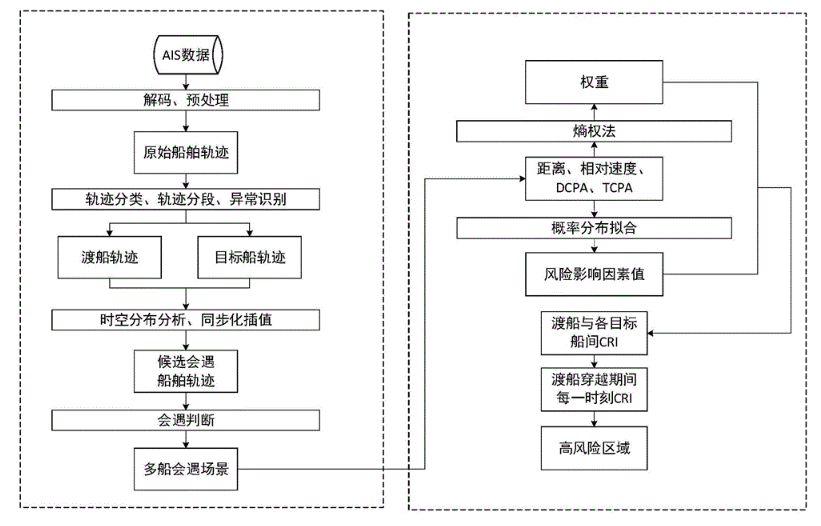 AIS数据
解码、预处理
原始船舶轨迹
轨迹分类、轨迹分段、异常识别
渡船轨迹
目标船轨迹
时空分布分析、同步化插值
候选会遇
船舶轨迹
会遇判断
多船会遇场景
权重
熵权法
距离、相对速度、
DCPA、TCPA
概率分布拟合
风险影响因素值
渡船与各目标
船间CRI
渡船穿越期间
每一时刻CRI
高风险区域